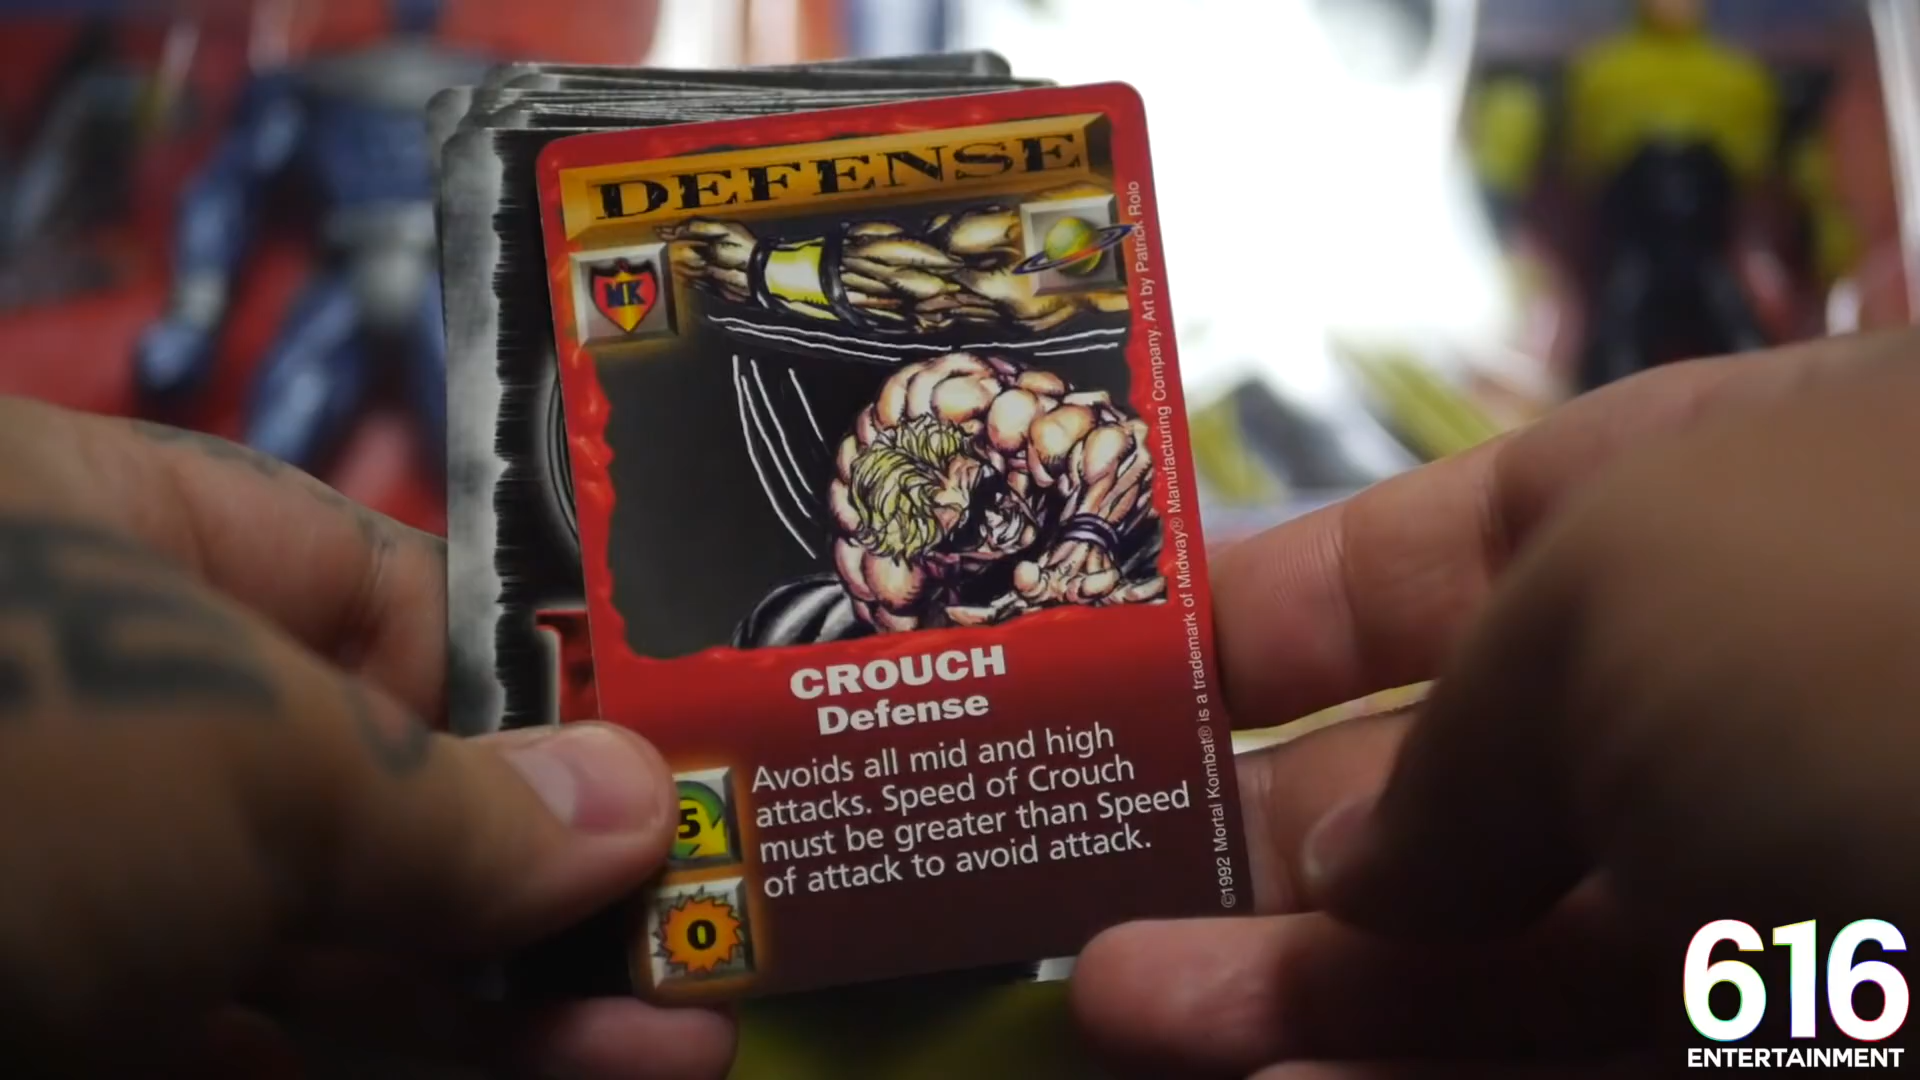 DEFENSE
MK
CROUCH
Defense
Avoids all mid and high
attacks. Speed of Crouch
must be greater than Speed
of attack to avoid attack.
5
0
©1992 Mortal Kombat® is a trademark of Midway® Manufacturing Company. Art by Patrick Rolo
616
ENTERTAINMENT